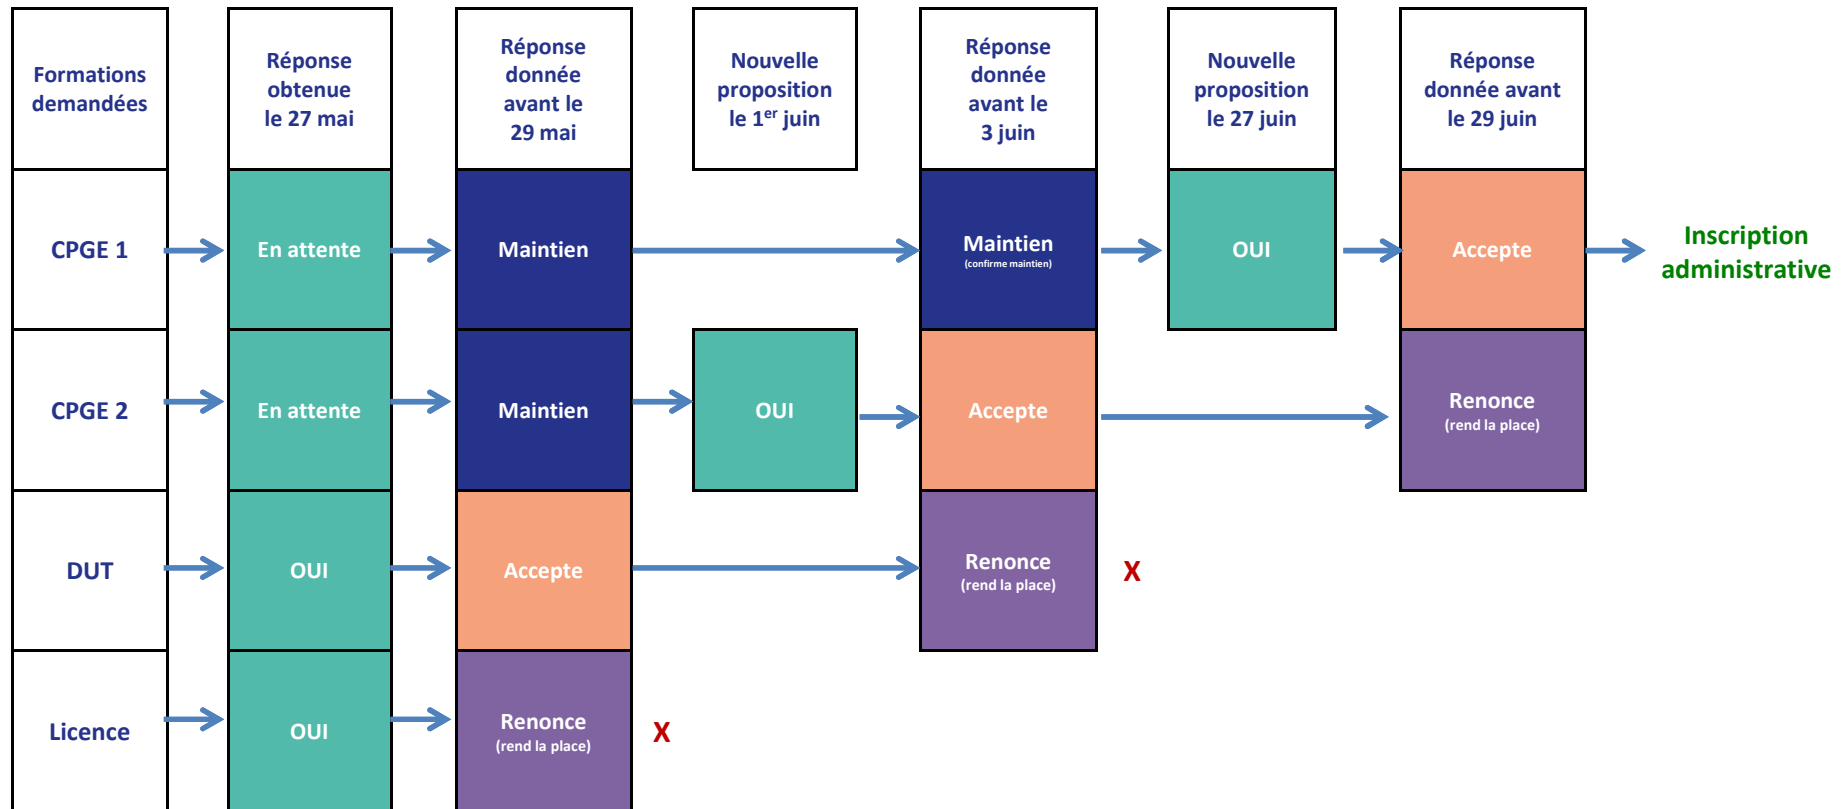 Formations
demandées
Réponse
obtenue
le 27 mai
Réponse
donnée
avant le
29 mai
Nouvelle
proposition
le 1er juin
Réponse
donnée
avant le
3 juin
Nouvelle
proposition
le 27 juin
Réponse
donnée avant
le 29 juin
CPGE 1
En attente
Maintien
Maintien
(confirme maintien)
OUI
Accepte
Inscription
administrative
CPGE 2
En attente
Maintien
OUI
Accepte
Renonce
(rend la place)
DUT
OUI
Accepte
Renonce
(rend la place)
X
Licence
OUI
Renonce
(rend la place)
X